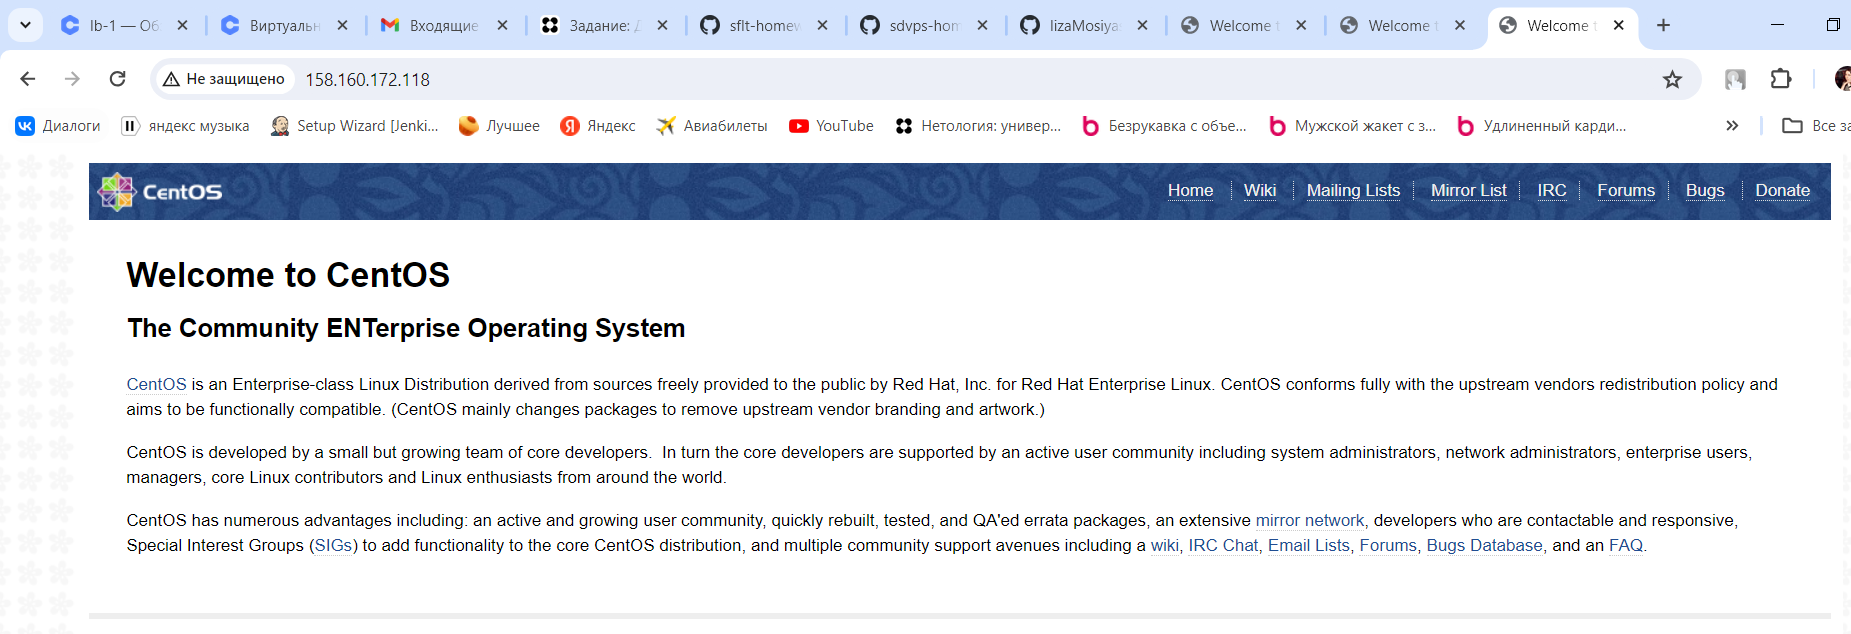 lb-1 — Об
Виртуальн
Входящие
Задание: Д
sflt-homew
sdvps-hom
lizaMosiya
Welcome t
Welcome t
Welcome t
Не защищено
158.160.172.118
Диалоги
яндекс музыка
Setup Wizard [Jenki...
Лучшее
Яндекс
Авиабилеты
YouTube
Нетология: универ...
Безрукавка с объе...
Мужской жакет с з...
Удлиненный карди...
Все за
CentOS
Home
Wiki
Mailing Lists
Mirror List
IRC
Forums
Bugs
Donate
Welcome to CentOS
The Community ENTerprise Operating System
CentOS is an Enterprise-class Linux Distribution derived from sources freely provided to the public by Red Hat, Inc. for Red Hat Enterprise Linux. CentOS conforms fully with the upstream vendors redistribution policy and
aims to be functionally compatible. (CentOS mainly changes packages to remove upstream vendor branding and artwork.)
CentOS is developed by a small but growing team of core developers.  In turn the core developers are supported by an active user community including system administrators, network administrators, enterprise users,
managers, core Linux contributors and Linux enthusiasts from around the world.
CentOS has numerous advantages including: an active and growing user community, quickly rebuilt, tested, and QA'ed errata packages, an extensive mirror network, developers who are contactable and responsive,
Special Interest Groups (SIGs) to add functionality to the core CentOS distribution, and multiple community support avenues including a wiki, IRC Chat, Email Lists, Forums, Bugs Database, and an FAQ.